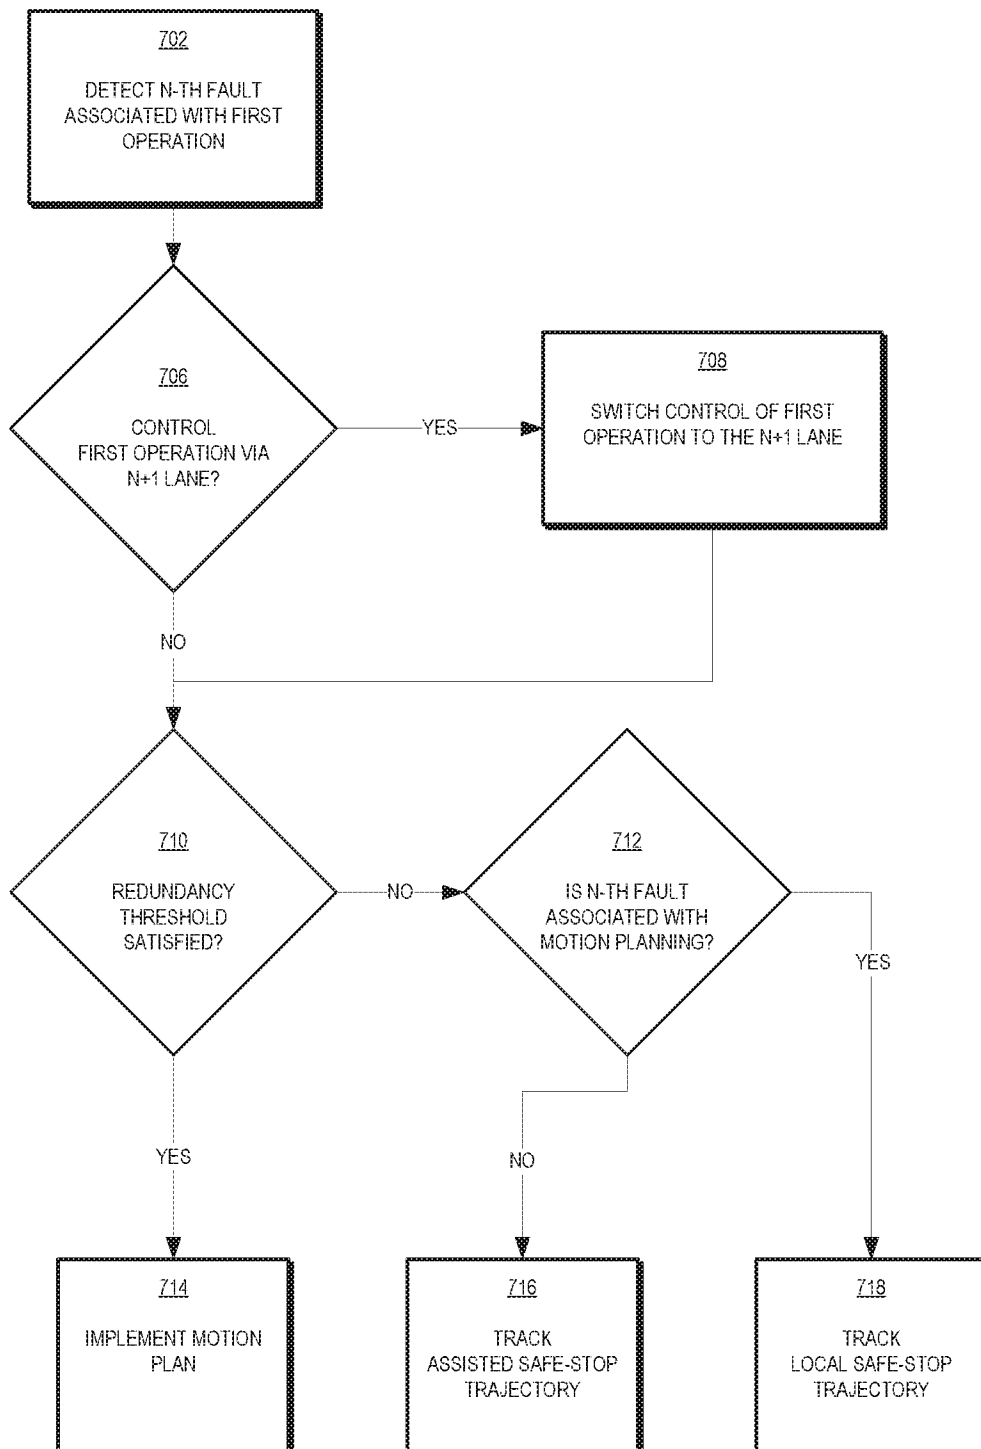 702
DETECT N-TH FAULT
ASSOCIATED WITH FIRST
OPERATION
706
CONTROL
FIRST OPERATION VIA
N+1 LANE?
YES
708
SWITCH CONTROL OF FIRST
OPERATION TO THE N+1 LANE
NO
710
REDUNDANCY
THRESHOLD
SATISFIED?
NO
712
IS N-TH FAULT
ASSOCIATED WITH
MOTION PLANNING?
YES
YES
NO
714
IMPLEMENT MOTION
PLAN
716
TRACK
ASSISTED SAFE-STOP
TRAJECTORY
718
TRACK
LOCAL SAFE-STOP
TRAJECTORY